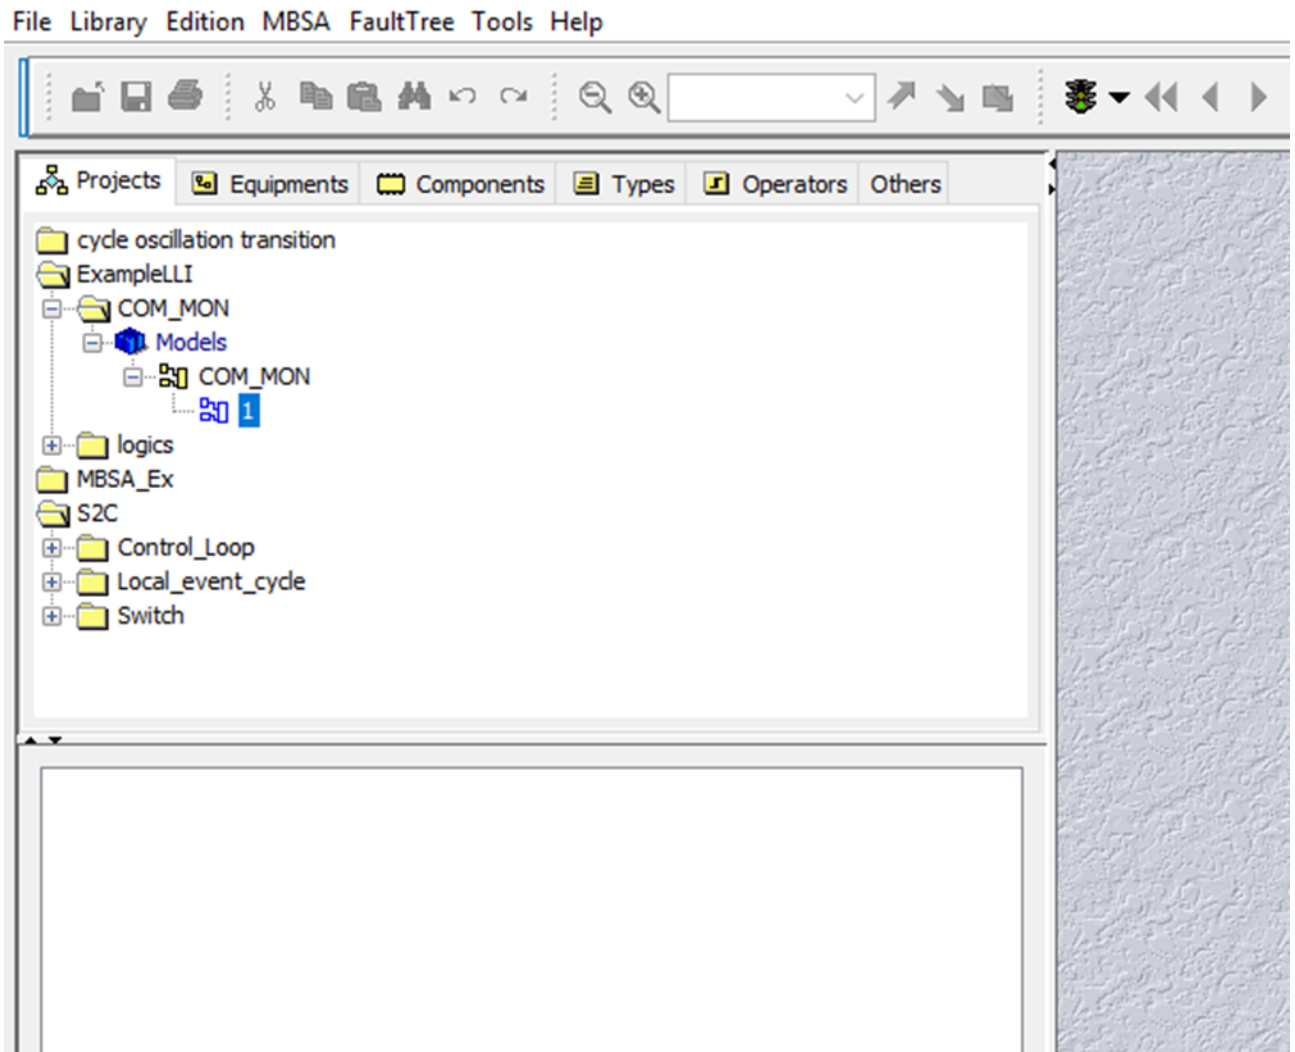 File Library Edition MBSA FaultTree Tools Help
Projects Equipments Components Types Operators Others
cycle oscillation transition
ExampleLLI
COM_MON
Models
COM_MON
1
logics
MBSA_Ex
S2C
Control_Loop
Local_event_cycle
Switch